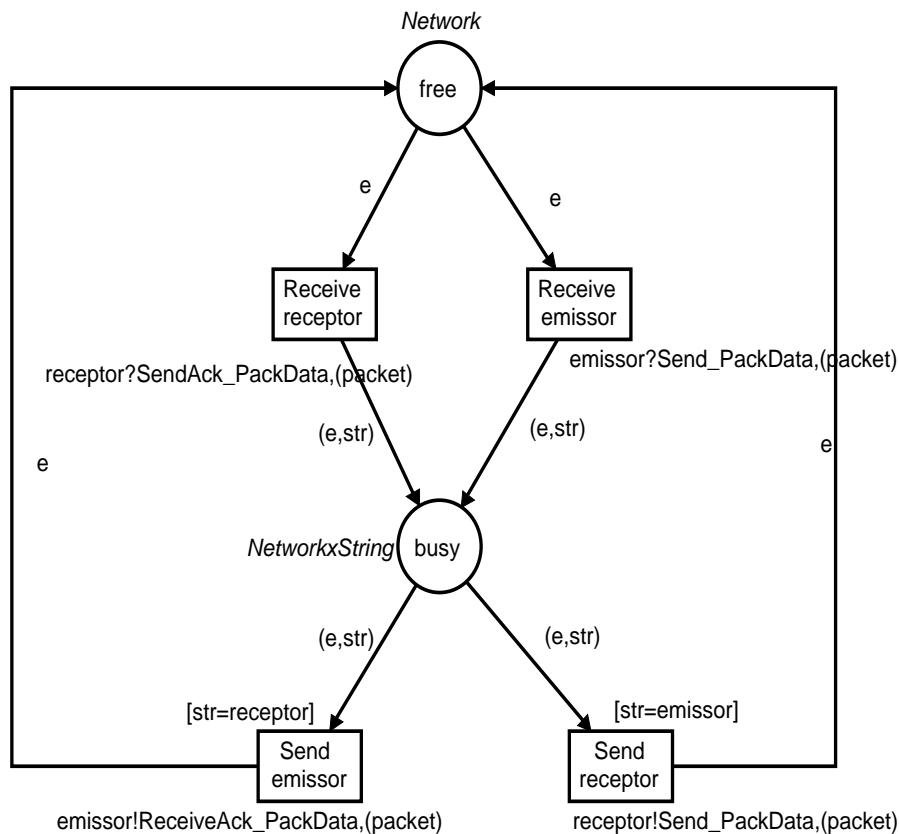 Network
free
e
e
Receive
receptor
Receive
emissor
receptor?SendAck_PackData,(packet)
emissor?Send_PackData,(packet)
(e,str)
(e,str)
e
e
NetworkxString
busy
(e,str)
(e,str)
[str=receptor]
[str=emissor]
Send
emissor
Send
receptor
emissor!ReceiveAck_PackData,(packet)
receptor!Send_PackData,(packet)